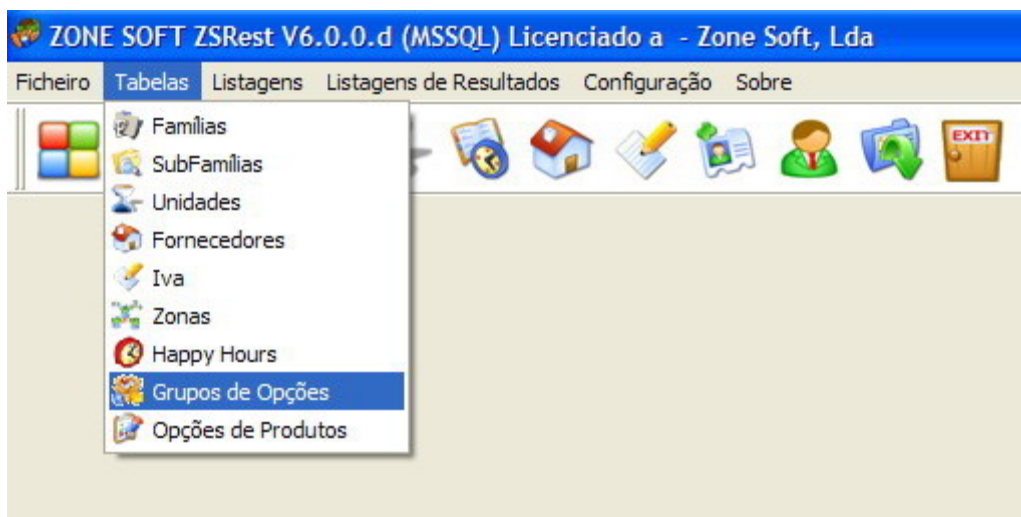 ZONE SOFT ZSRest V6.0.0.d (MSSQL) Licenciado a - Zone Soft, Lda
Ficheiro Tabelas Listagens Listagens de Resultados Configuração Sobre
Famílias
SubFamílias
Unidades
Fornecedores
Iva
Zonas
Happy Hours
Grupos de Opções
Opções de Produtos
EXIT